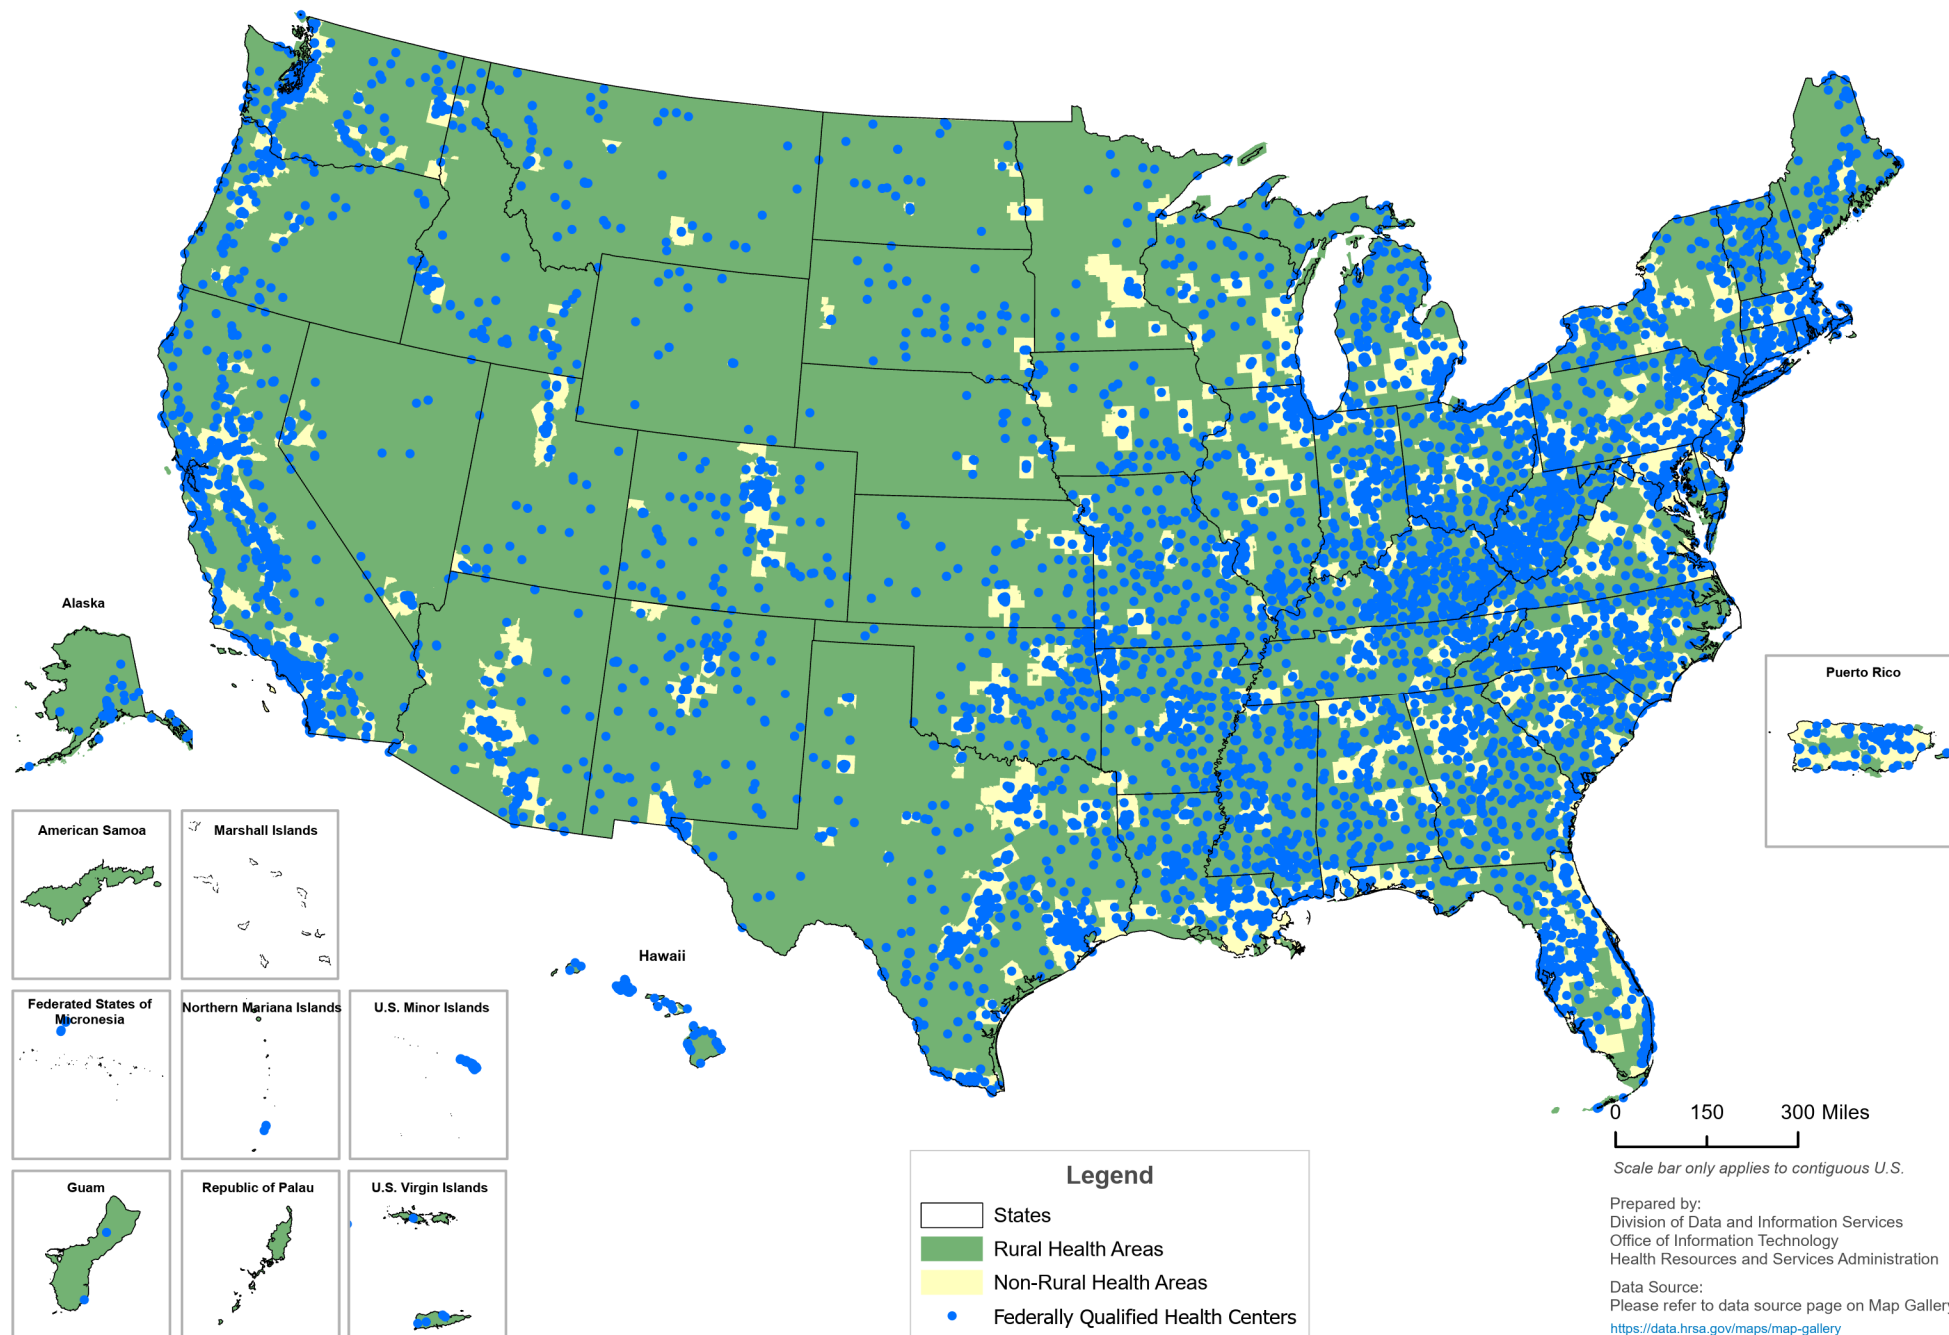 Alaska
Puerto Rico
American Samoa
Marshall Islands
Hawaii
Federated States of
Micronesia
Northern Mariana Islands
U.S. Minor Islands
Guam
Republic of Palau
U.S. Virgin Islands
0 150 300 Miles
Scale bar only applies to contiguous U.S.
Legend
States
Rural Health Areas
Non-Rural Health Areas
Federally Qualified Health Centers
Prepared by:
Division of Data and Information Services
Office of Information Technology
Health Resources and Services Administration
Data Source:
Please refer to data source page on Map Gallery
https://data.hrsa.gov/maps/map-gallery